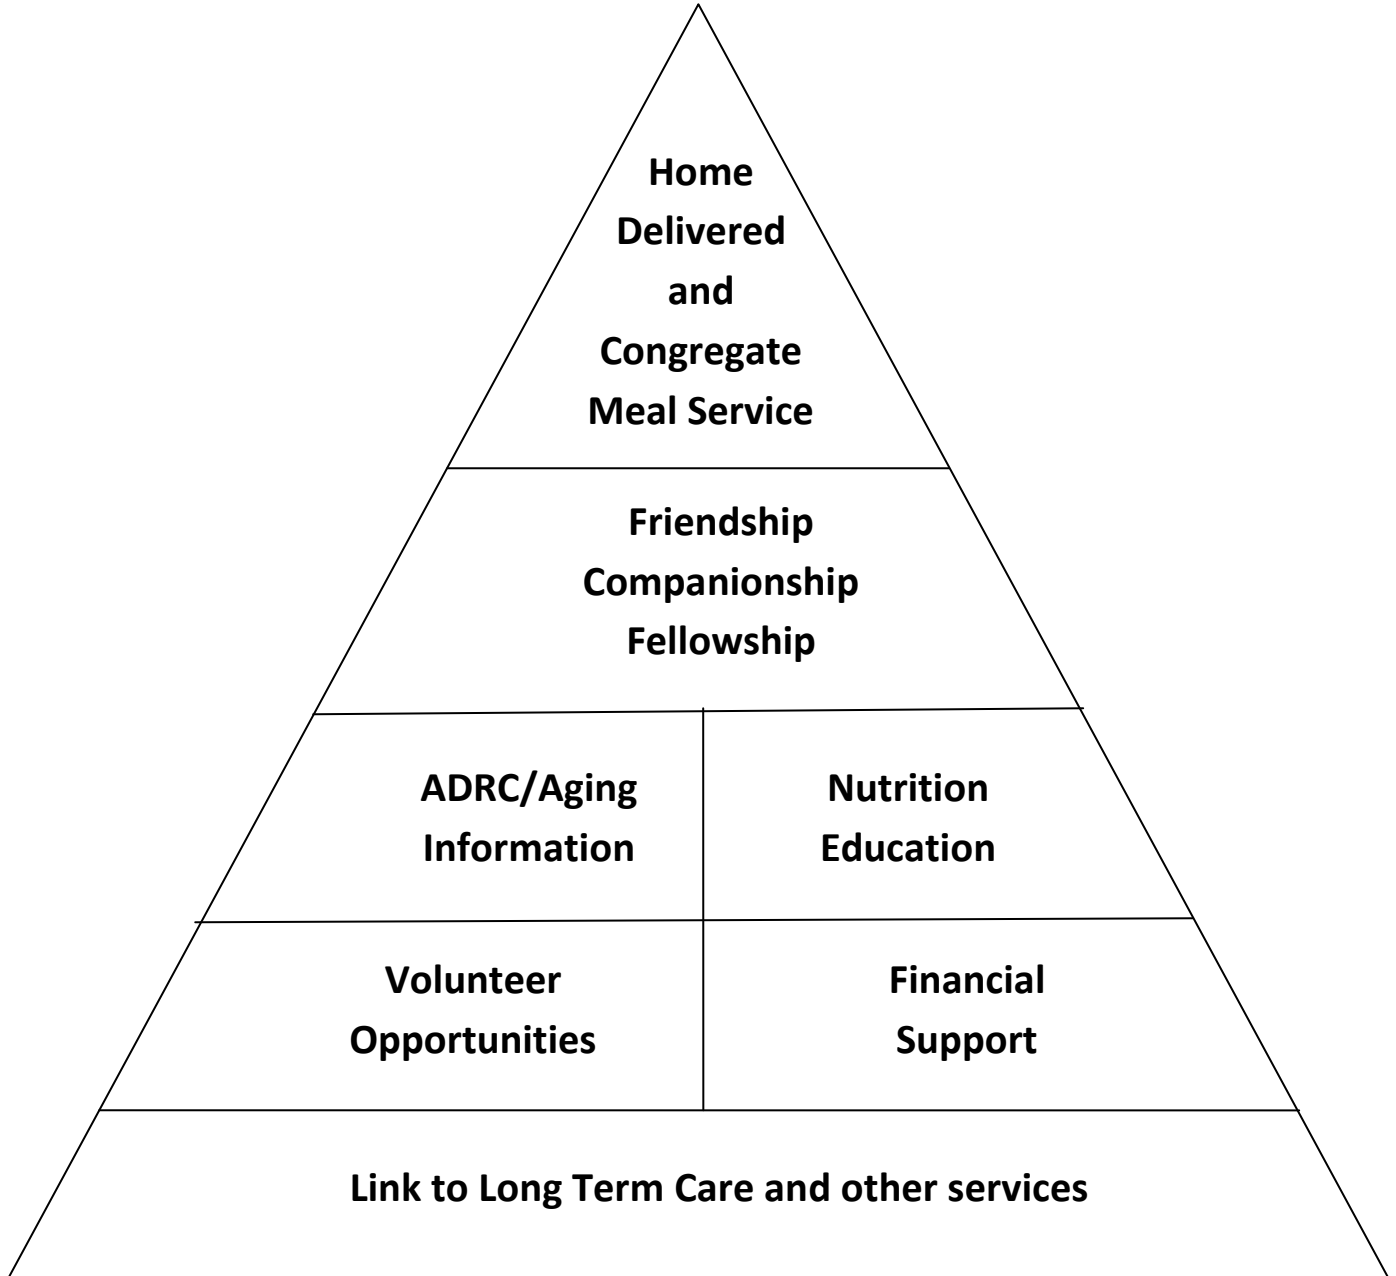 Home
Delivered
and
Congregate
Meal Service
Friendship
Companionship
Fellowship
ADRC/Aging
Information
Nutrition
Education
Volunteer
Opportunities
Financial
Support
Link to Long Term Care and other services